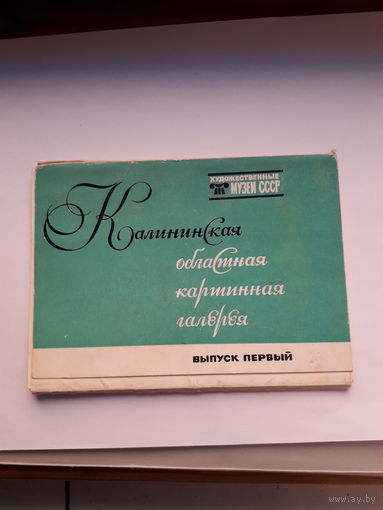 ХУДОЖЕСТВЕННЫЕ
МУЗЕИ СССР
Калининская
областная
картинная
галерея
ВЫПУСК ПЕРВЫЙ
www.ay.by